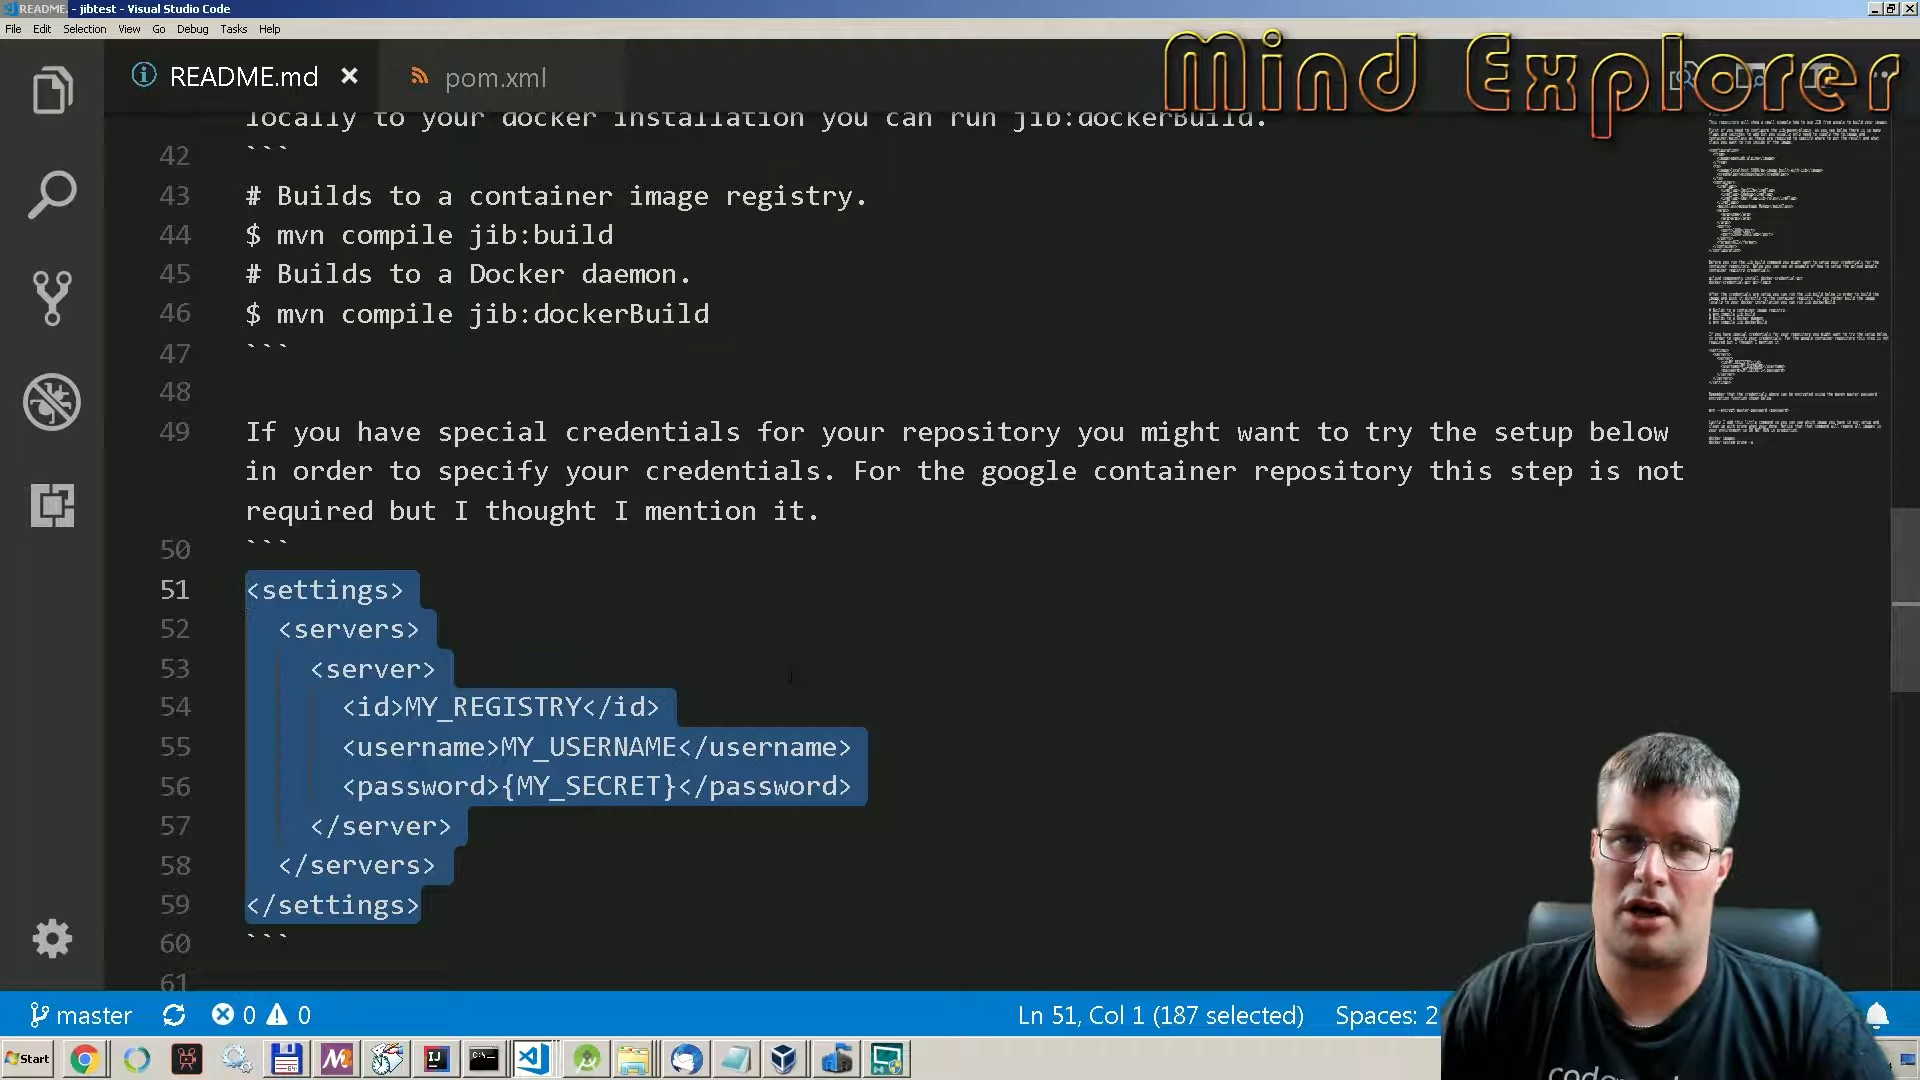 README. - jibtest - Visual Studio Code
File Edit Selection View Go Debug Tasks Help
Mind Explorer
README.md pom.xml
locally to your docker installation you can run jib:dockerBuild.
42 ```
43 # Builds to a container image registry.
44 $ mvn compile jib:build
45 # Builds to a Docker daemon.
46 $ mvn compile jib:dockerBuild
47 ```
48
49 If you have special credentials for your repository you might want to try the setup below
in order to specify your credentials. For the google container repository this step is not
required but I thought I mention it.
50 ```
51 <settings>
52 <servers>
53 <server>
54 <id>MY_REGISTRY</id>
55 <username>MY_USERNAME</username>
56 <password>{MY_SECRET}</password>
57 </server>
58 </servers>
59 </settings>
60 ```
61
master 0 0 Ln 51, Col 1 (187 selected) Spaces: 2
Start